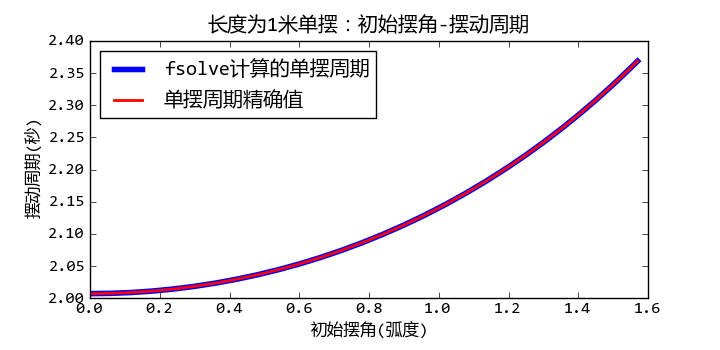 长度为1米单摆：初始摆角-摆动周期
2.40
2.35
2.30
2.25
2.20
2.15
2.10
2.05
2.00
摆动周期(秒)
fsolve计算的单摆周期
单摆周期精确值
0.0 0.2 0.4 0.6 0.8 1.0 1.2 1.4 1.6
初始摆角(弧度)